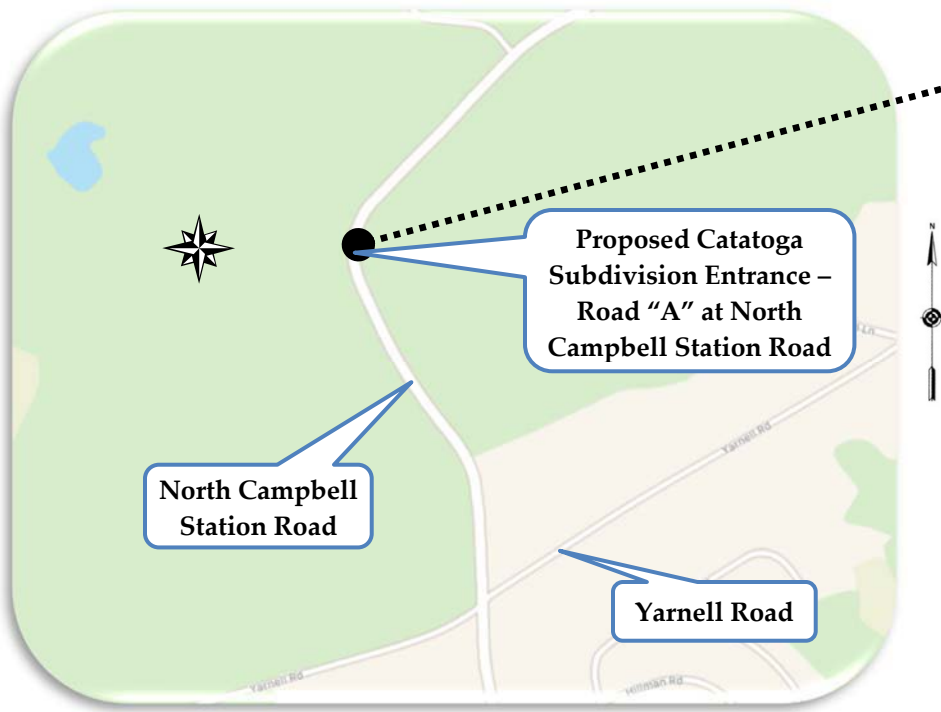 N
Proposed Catatoga
Subdivision Entrance –
Road “A” at North
Campbell Station Road
Yarnell Rd
North Campbell
Station Road
Yarnell Road
Yarnell Rd
Hillman Rd